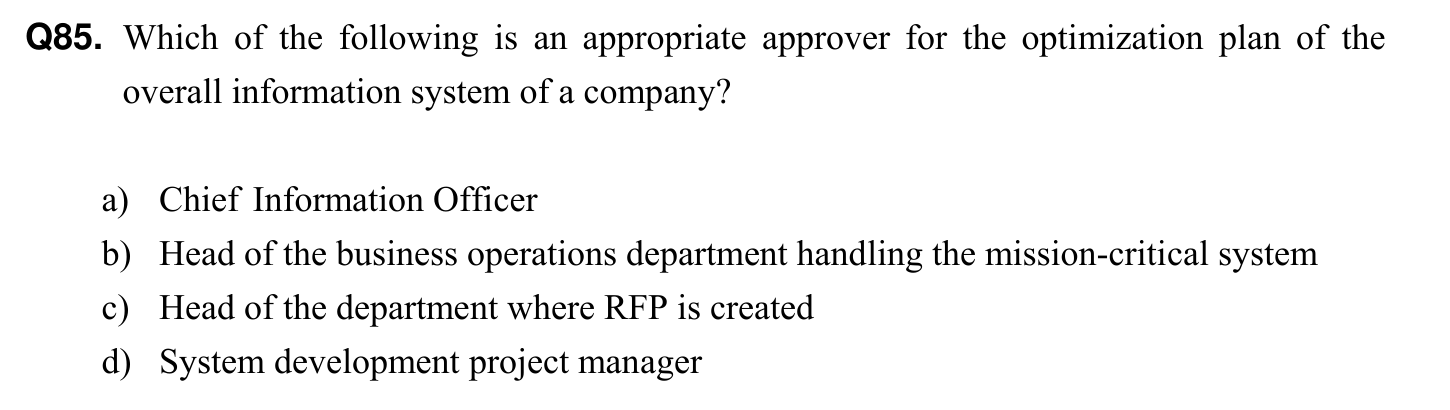 Q85. Which of the following is an appropriate approver for the optimization plan of the
overall information system of a company?
a) Chief Information Officer
b) Head of the business operations department handling the mission-critical system
c) Head of the department where RFP is created
d) System development project manager